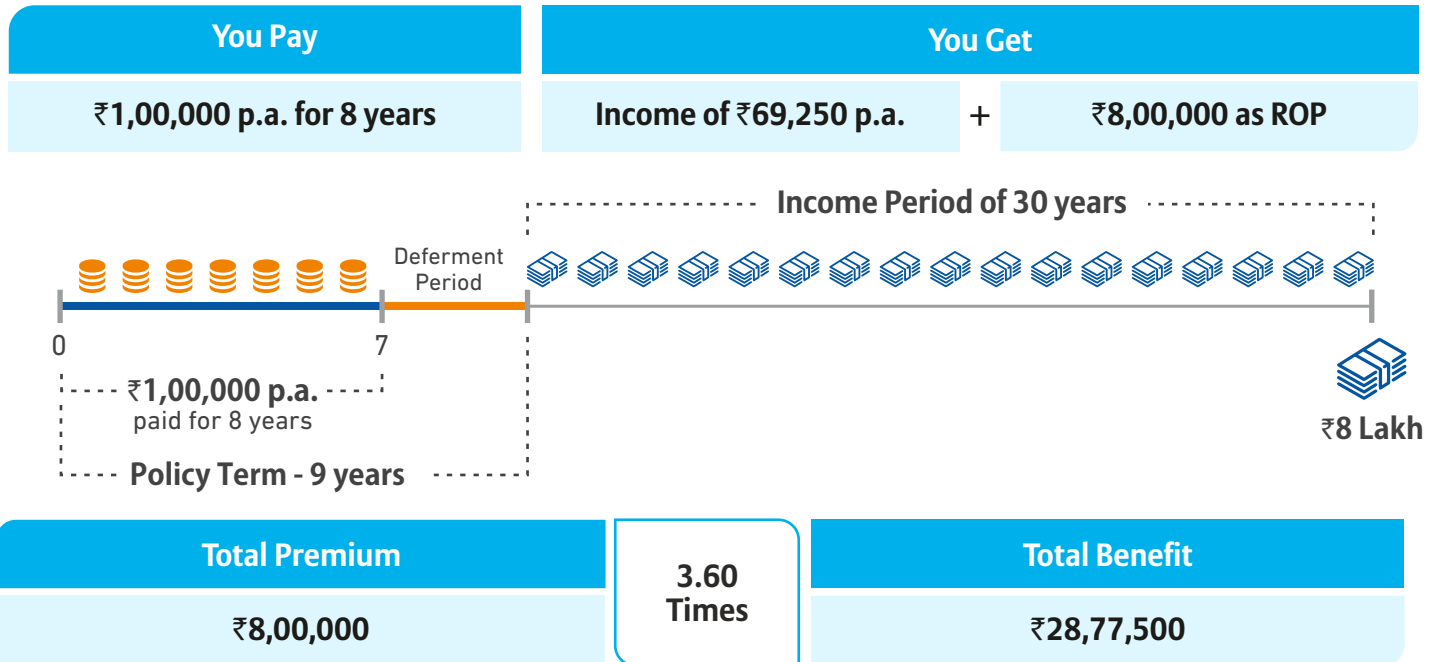 You Pay
You Get
₹1,00,000 p.a. for 8 years
Income of ₹69,250 p.a. + ₹8,00,000 as ROP
Income Period of 30 years
Deferment
Period
0
7
₹1,00,000 p.a.
paid for 8 years
₹8 Lakh
Policy Term - 9 years
Total Premium
3.60
Times
Total Benefit
₹8,00,000
₹28,77,500